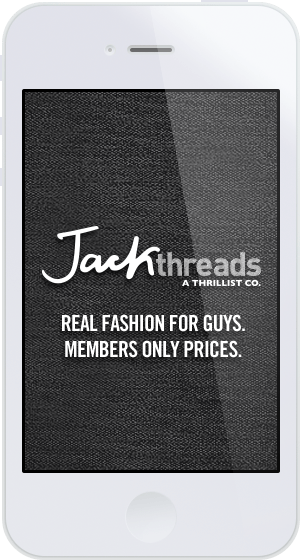 Jackthreads
A THRILLIST CO.
REAL FASHION FOR GUYS.
MEMBERS ONLY PRICES.